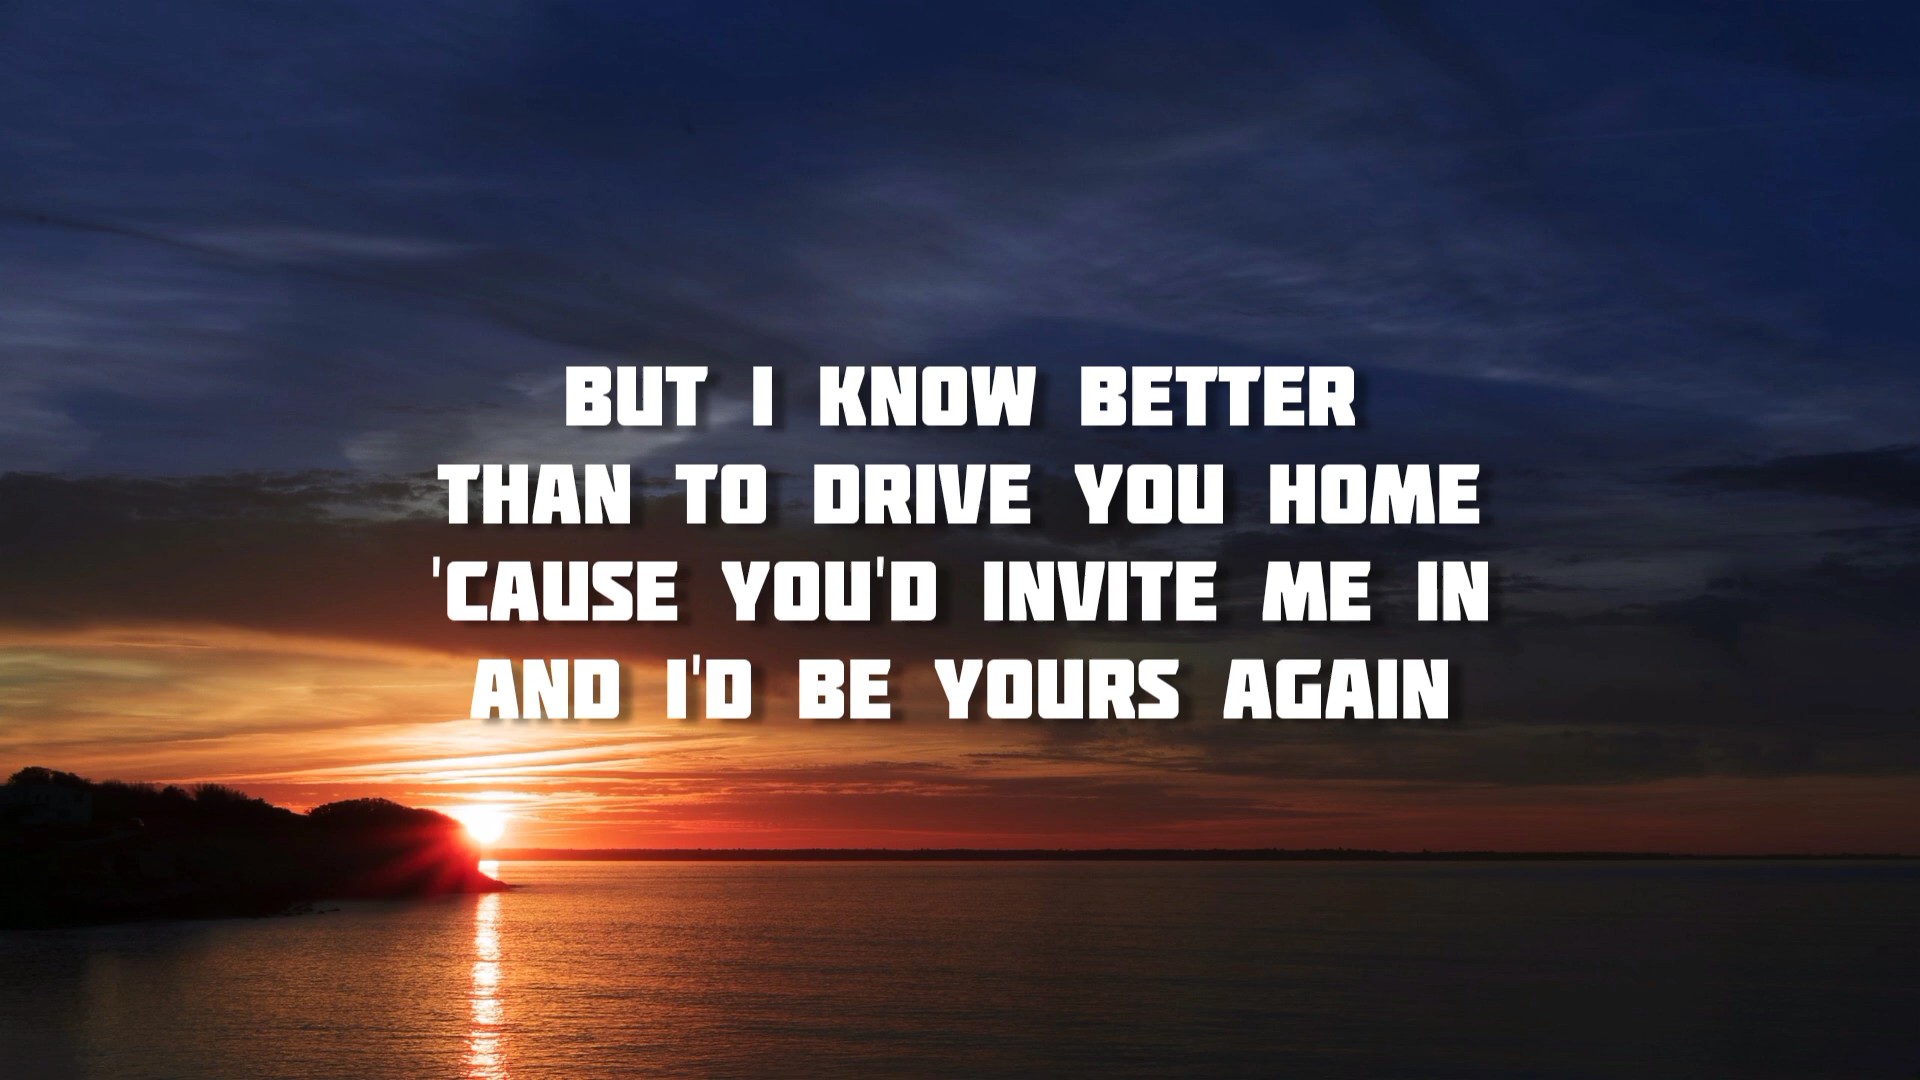 BUT I KNOW BETTER
THAN TO DRIVE YOU HOME
'CAUSE YOU'D INVITE ME IN
AND I'D BE YOURS AGAIN